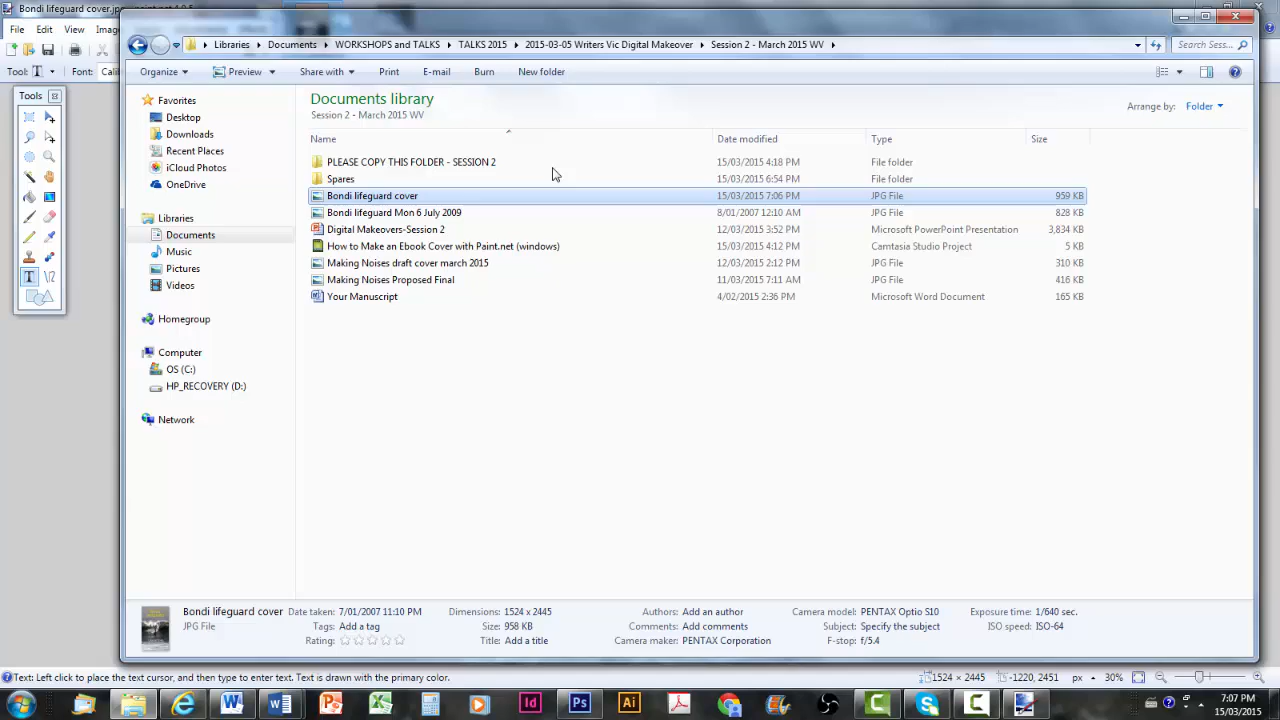 Bondi lifeguard cover.jp
File Edit View Imag
Tool: T Font: Cali
Tools
Libraries Documents WORKSHOPS and TALKS TALKS 2015 2015-03-05 Writers Vic Digital Makeover Session 2 - March 2015 WV
Search Sess...
Organize Preview Share with Print E-mail Burn New folder
Documents library
Session 2 - March 2015 WV
Arrange by: Folder
Name Date modified Type Size
PLEASE COPY THIS FOLDER - SESSION 2 15/03/2015 4:18 PM File folder
Spares 15/03/2015 6:54 PM File folder
Bondi lifeguard cover 15/03/2015 7:06 PM JPG File 959 KB
Bondi lifeguard Mon 6 July 2009 8/01/2007 12:10 AM JPG File 828 KB
Digital Makeovers-Session 2 12/03/2015 3:52 PM Microsoft PowerPoint Presentation 3,834 KB
How to Make an Ebook Cover with Paint.net (windows) 15/03/2015 4:12 PM Camtasia Studio Project 5 KB
Making Noises draft cover march 2015 12/03/2015 2:12 PM JPG File 310 KB
Making Noises Proposed Final 11/03/2015 7:11 AM JPG File 416 KB
Your Manuscript 4/02/2015 2:36 PM Microsoft Word Document 165 KB
Favorites
Desktop
Downloads
Recent Places
iCloud Photos
OneDrive
Libraries
Documents
Music
Pictures
Videos
Homegroup
Computer
OS (C:)
HP_RECOVERY (D:)
Network
Bondi lifeguard cover Date taken: 7/01/2007 11:10 PM Dimensions: 1524 x 2445 Authors: Add an author Camera model: PENTAX Optio S10 Exposure time: 1/640 sec.
JPG File Tags: Add a tag Size: 958 KB Comments: Add comments Subject: Specify the subject ISO speed: ISO-64
Rating: Title: Add a title Camera maker: PENTAX Corporation F-stop: f/5.4
Text: Left click to place the text cursor, and then type to enter text. Text is drawn with the primary color.
1524 × 2445 -1220, 2451 px 30%
7:07 PM
15/03/2015